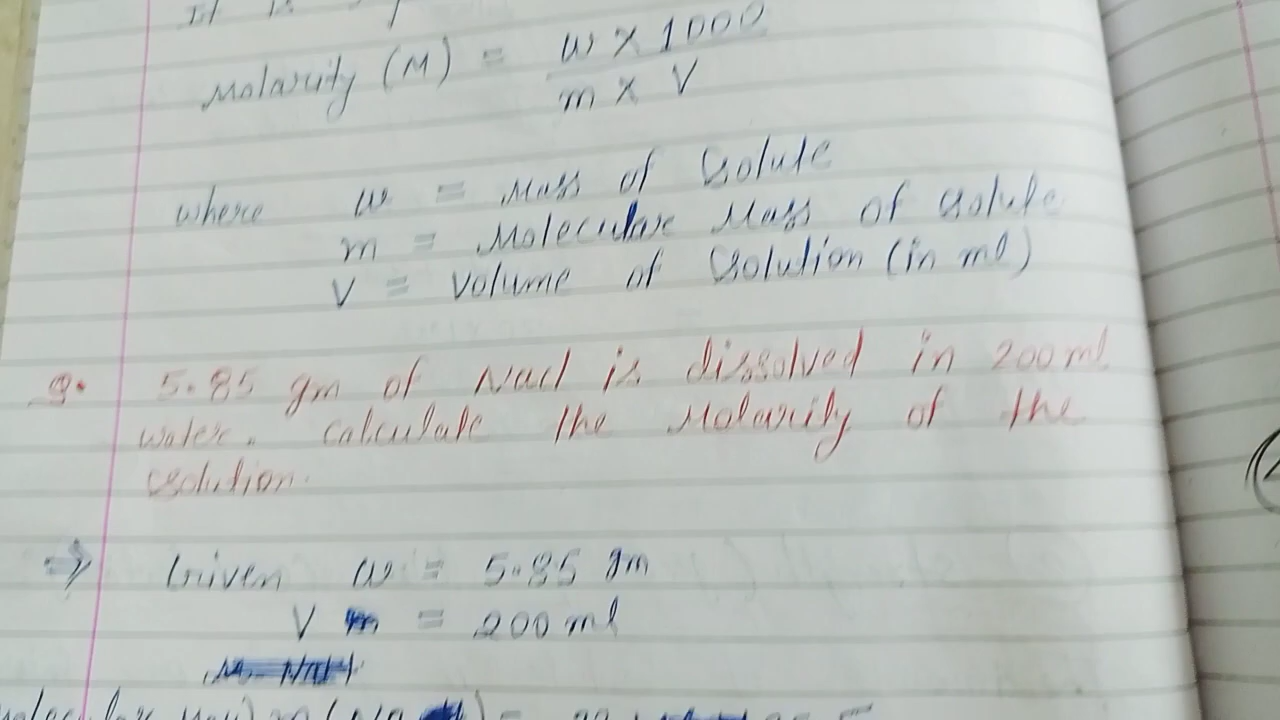 It is
Molarity (M) = w × 1000
m × V
where w = Mass of Solute
m = Molecular Mass of Solute
V = Volume of Solution (in ml)
Q. 5.85 gm of NaCl is dissolved in 200 ml
water. Calculate the Molarity of the
Solution.
⇒ Given w = 5.85 gm
V = 200 ml